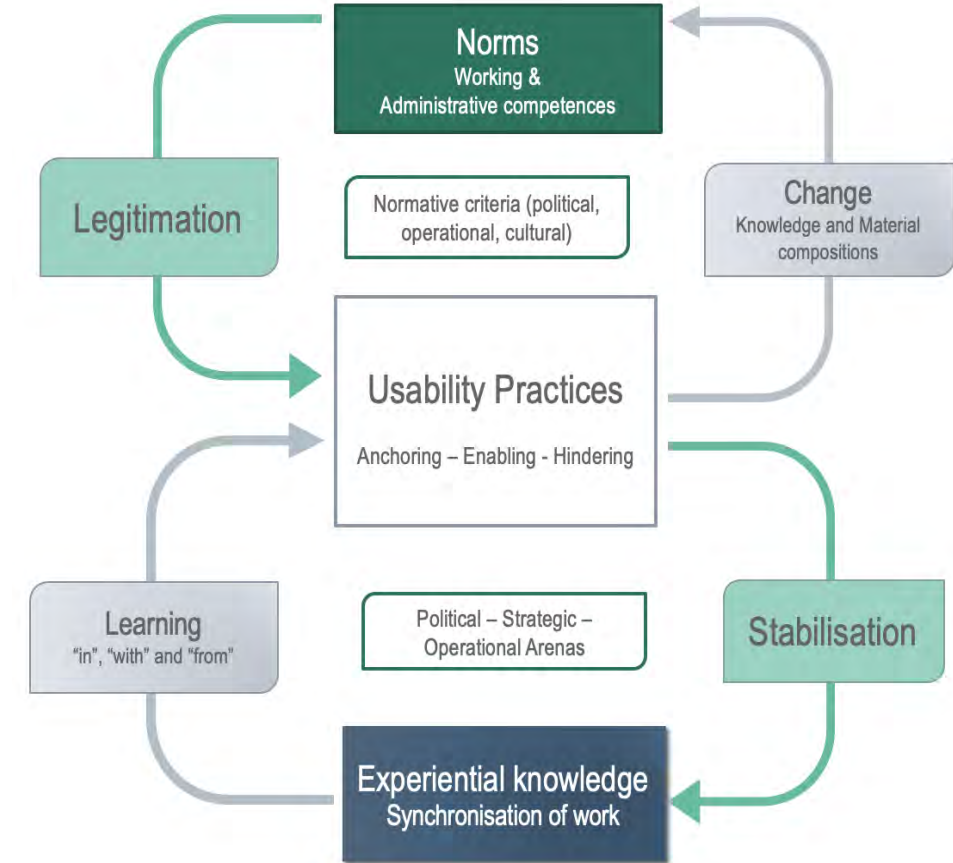 Norms
Working &
Administrative competences
Legitimation
Normative criteria (political,
operational, cultural)
Change
Knowledge and Material
compositions
Usability Practices
Anchoring – Enabling - Hindering
Learning
“in”, “with” and “from”
Political – Strategic –
Operational Arenas
Stabilisation
Experiential knowledge
Synchronisation of work